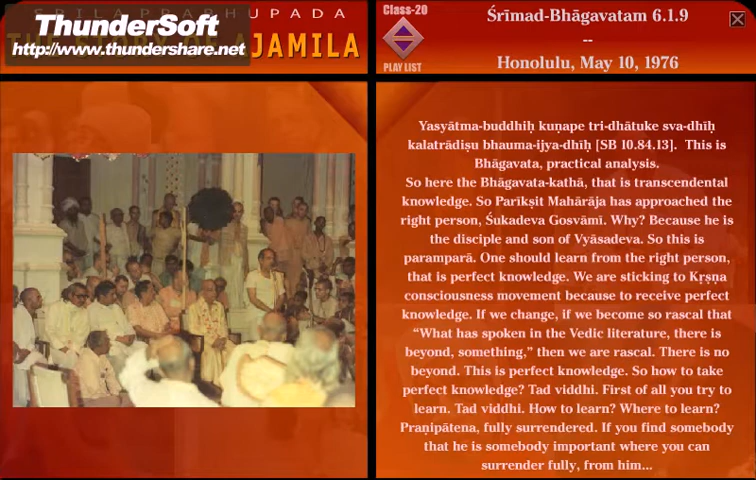 SRILA PRABHUPADA
ThunderSoft
http://www.thundershare.net
AJAMILA
Class-20
PLAY LIST
Śrīmad-Bhāgavatam 6.1.9
--
Honolulu, May 10, 1976
Yasyātma-buddhiḥ kuṇape tri-dhātuke sva-dhīḥ
kalatrādiṣu bhauma-ijya-dhīḥ [SB 10.84.13]. This is
Bhāgavata, practical analysis.
So here the Bhāgavata-kathā, that is transcendental
knowledge. So Parīkṣit Mahārāja has approached the
right person, Śukadeva Gosvāmī. Why? Because he is
the disciple and son of Vyāsadeva. So this is
paramparā. One should learn from the right person,
that is perfect knowledge. We are sticking to Kṛṣṇa
consciousness movement because to receive perfect
knowledge. If we change, if we become so rascal that
“What has spoken in the Vedic literature, there is
beyond, something,” then we are rascal. There is no
beyond. This is perfect knowledge. So how to take
perfect knowledge? Tad viddhi. First of all you try to
learn. Tad viddhi. How to learn? Where to learn?
Praṇipātena, fully surrendered. If you find somebody
that he is somebody important where you can
surrender fully, from him...